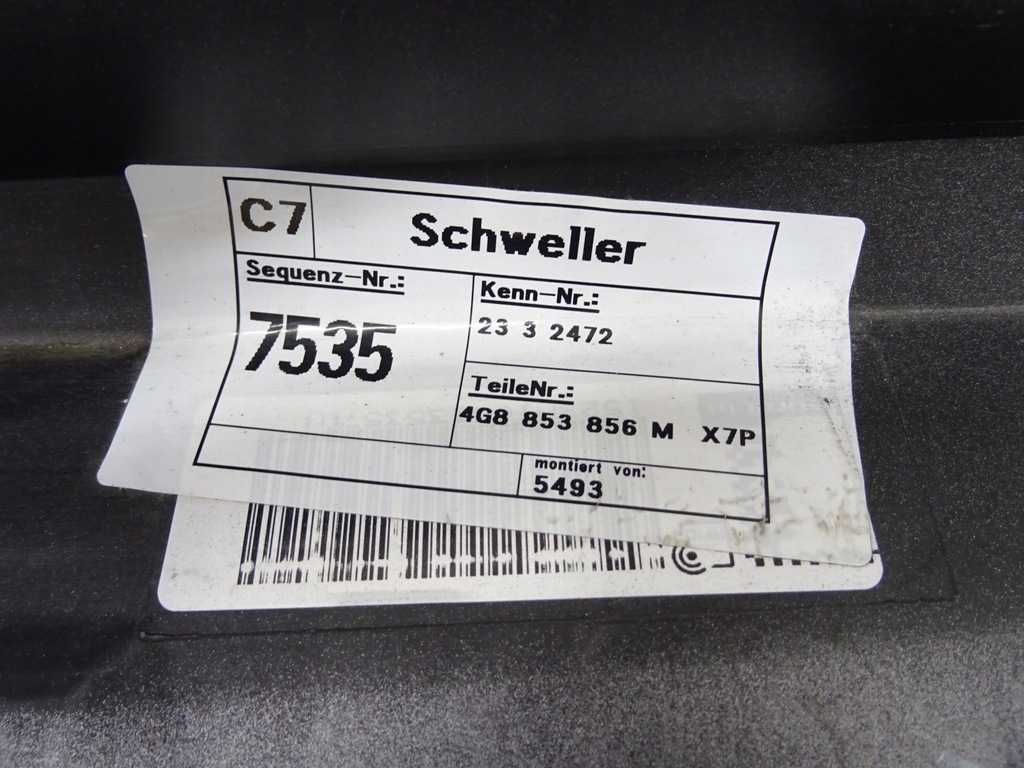 C7
Schweller
Sequenz-Nr.:
7535
Kenn-Nr.:
23 3 2472
TeileNr.:
4G8 853 856 M X7P
montiert von:
5493